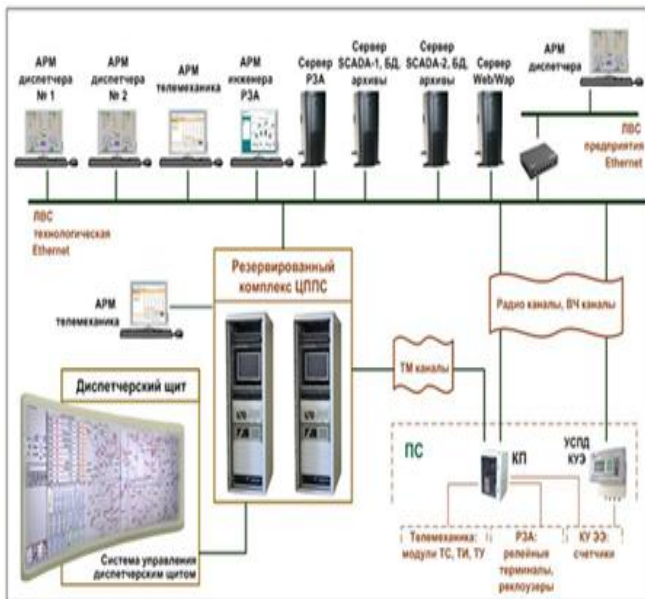 АРМ
диспетчера
№ 1
АРМ
диспетчера
№ 2
АРМ
телемеханика
АРМ
инженера
РЗА
Сервер
РЗА
Сервер
SCADA-1, БД,
архивы
Сервер
SCADA-2, БД,
архивы
Сервер
Web/Wap
АРМ
диспетчера
ЛВС
предприятия
Ethernet
ЛВС
технологическая
Ethernet
Резервированный
комплекс ЦППС
АРМ
телемеханика
Радио каналы, ВЧ каналы
ТМ каналы
Диспетчерский щит
Система управления
диспетчерским щитом
ПС
КП
УСПД
КУЭ
Телемеханика:
модули ТС, ТИ, ТУ
РЗА:
релейные
терминалы,
реклоузеры
КУ ЭЭ:
счетчики